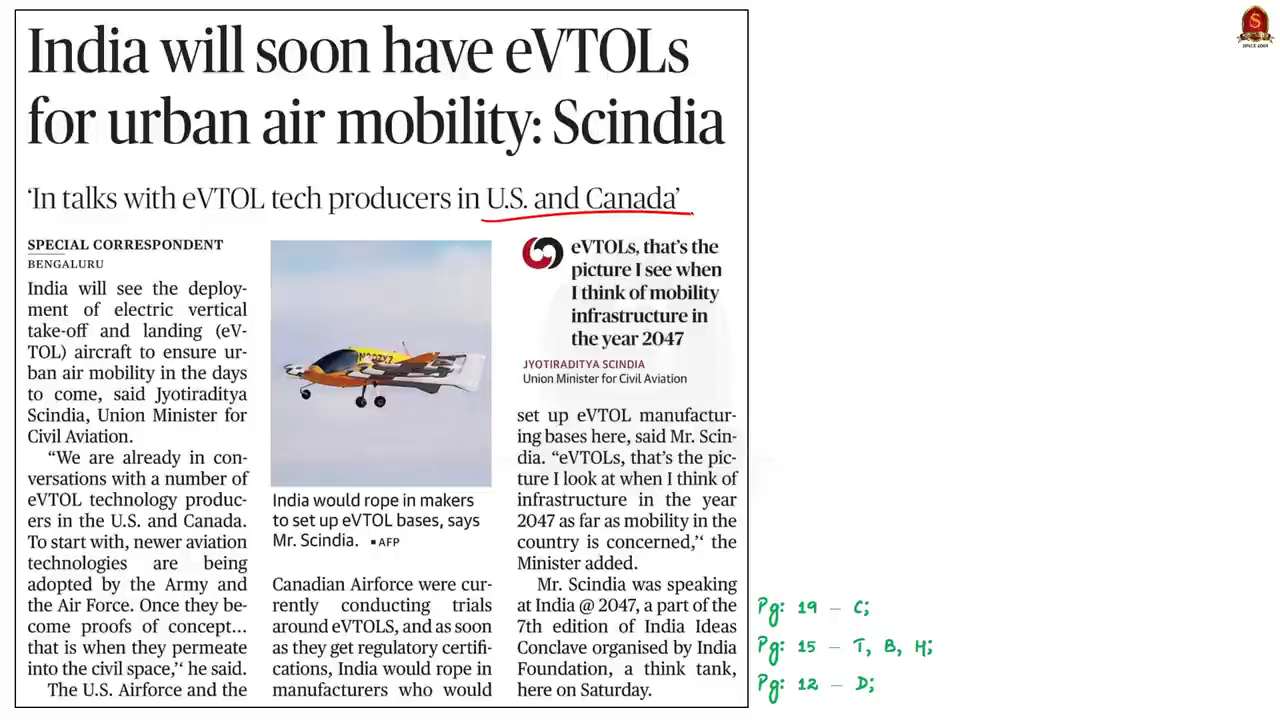 India will soon have eVTOLs
for urban air mobility: Scindia
‘In talks with eVTOL tech producers in U.S. and Canada’
SPECIAL CORRESPONDENT
BENGALURU
India will see the deploy-
ment of electric vertical
take-off and landing (eV-
TOL) aircraft to ensure ur-
ban air mobility in the days
to come, said Jyotiraditya
Scindia, Union Minister for
Civil Aviation.
“We are already in con-
versations with a number of
eVTOL technology produc-
ers in the U.S. and Canada.
To start with, newer aviation
technologies are being
adopted by the Army and
the Air Force. Once they be-
come proofs of concept...
that is when they permeate
into the civil space,’’ he said.
The U.S. Airforce and the
India would rope in makers
to set up eVTOL bases, says
Mr. Scindia. ▪ AFP
Canadian Airforce were cur-
rently conducting trials
around eVTOLS, and as soon
as they get regulatory certifi-
cations, India would rope in
manufacturers who would
eVTOLs, that’s the
picture I see when
I think of mobility
infrastructure in
the year 2047
JYOTIRADITYA SCINDIA
Union Minister for Civil Aviation
set up eVTOL manufactur-
ing bases here, said Mr. Scin-
dia. “eVTOLs, that’s the pic-
ture I look at when I think of
infrastructure in the year
2047 as far as mobility in the
country is concerned,’’ the
Minister added.
Mr. Scindia was speaking
at India @ 2047, a part of the
7th edition of India Ideas
Conclave organised by India
Foundation, a think tank,
here on Saturday.
Pg: 19 – C;
Pg: 15 – T, B, H;
Pg: 12 – D;